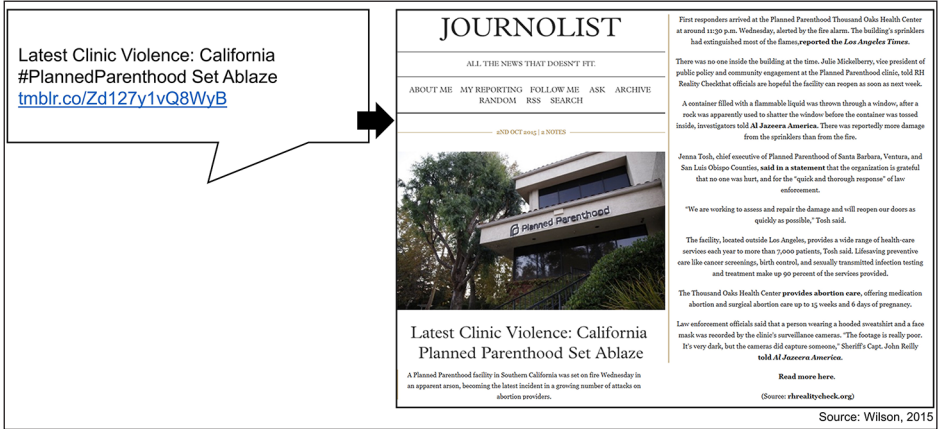 Latest Clinic Violence: California
#PlannedParenthood Set Ablaze
tmblr.co/Zd127y1vQ8WyB
JOURNOLIST
ALL THE NEWS THAT DOESN'T FIT.
ABOUT ME MY REPORTING FOLLOW ME ASK ARCHIVE
RANDOM RSS SEARCH
2ND OCT 2015 | 2 NOTES
Planned Parenthood
Latest Clinic Violence: California
Planned Parenthood Set Ablaze
A Planned Parenthood facility in Southern California was set on fire Wednesday in
an apparent arson, becoming the latest incident in a growing number of attacks on
abortion providers.
First responders arrived at the Planned Parenthood Thousand Oaks Health Center
at around 11:30 p.m. Wednesday, alerted by the fire alarm. The building's sprinklers
had extinguished most of the flames,reported the Los Angeles Times.
There was no one inside the building at the time. Julie Mickelberry, vice president of
public policy and community engagement at the Planned Parenthood clinic, told RH
Reality Checkthat officials are hopeful the facility can reopen as soon as next week.
A container filled with a flammable liquid was thrown through a window, after a
rock was apparently used to shatter the window before the container was tossed
inside, investigators told Al Jazeera America. There was reportedly more damage
from the sprinklers than from the fire.
Jenna Tosh, chief executive of Planned Parenthood of Santa Barbara, Ventura, and
San Luis Obispo Counties, said in a statement that the organization is grateful
that no one was hurt, and for the "quick and thorough response" of law
enforcement.
"We are working to assess and repair the damage and will reopen our doors as
quickly as possible," Tosh said.
The facility, located outside Los Angeles, provides a wide range of health-care
services each year to more than 7,000 patients, Tosh said. Lifesaving preventive
care like cancer screenings, birth control, and sexually transmitted infection testing
and treatment make up 90 percent of the services provided.
The Thousand Oaks Health Center provides abortion care, offering medication
abortion and surgical abortion care up to 15 weeks and 6 days of pregnancy.
Law enforcement officials said that a person wearing a hooded sweatshirt and a face
mask was recorded by the clinic's surveillance cameras. "The footage is really poor.
It's very dark, but the cameras did capture someone," Sheriff's Capt. John Reilly
told Al Jazeera America.
Read more here.
(Source: rhrealitycheck.org)
Source: Wilson, 2015